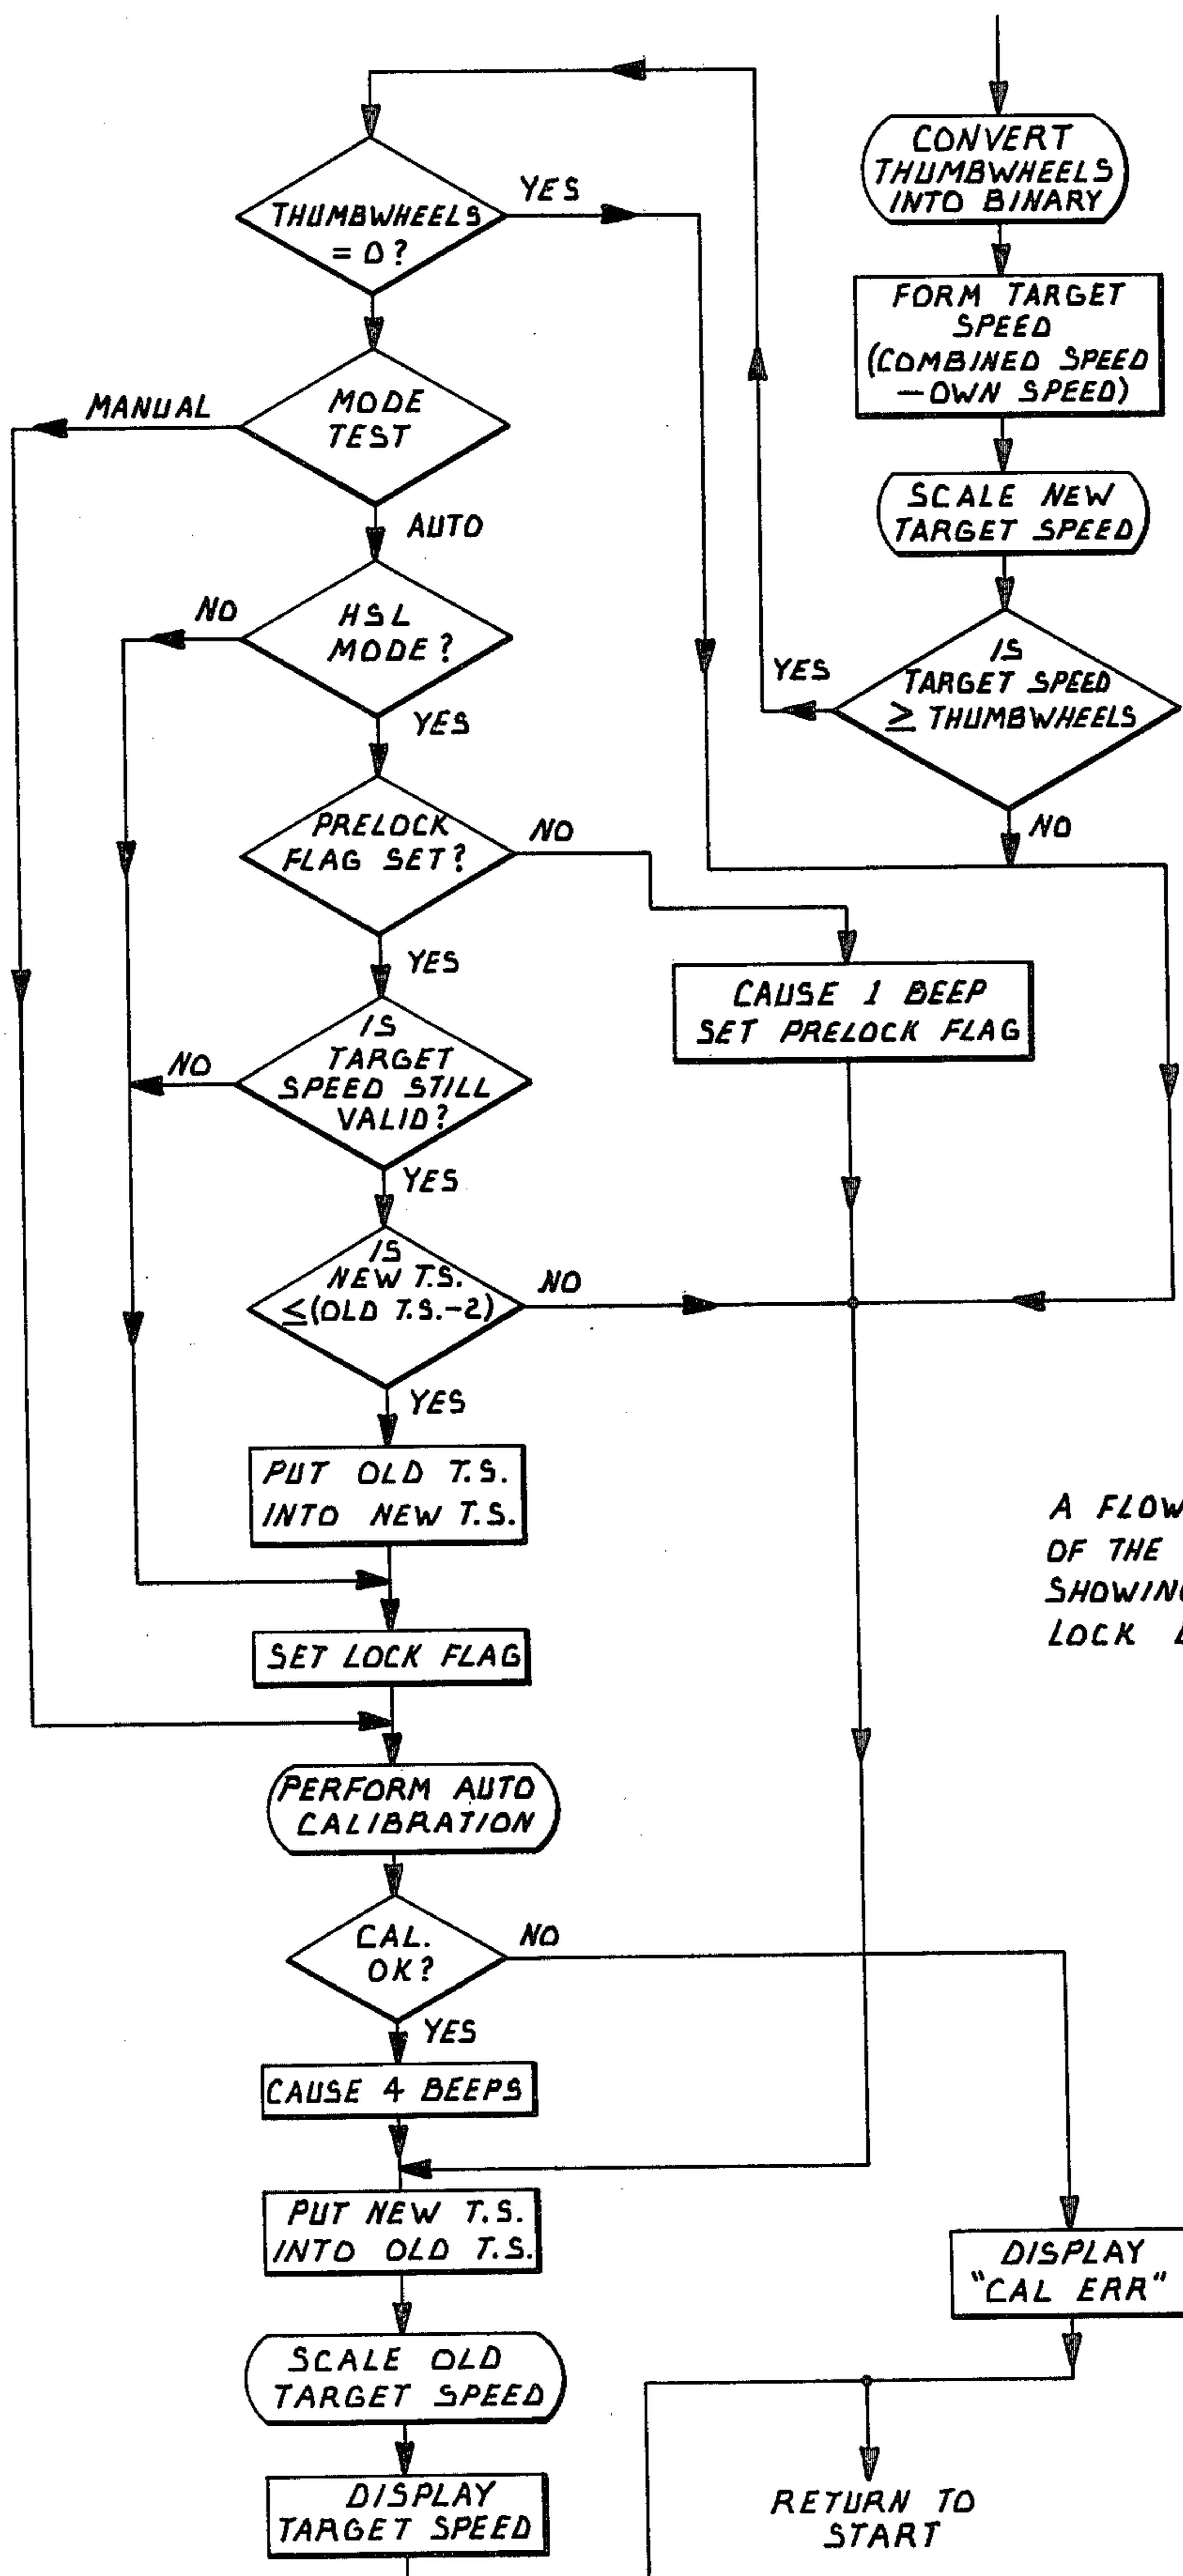 CONVERT
THUMBWHEELS
INTO BINARY
FORM TARGET
SPEED
(COMBINED SPEED
—OWN SPEED)
SCALE NEW
TARGET SPEED
IS
TARGET SPEED
≥ THUMBWHEELS
YES
NO
THUMBWHEELS
= 0?
YES
MODE
TEST
MANUAL
AUTO
HSL
MODE?
NO
YES
PRELOCK
FLAG SET?
NO
YES
CAUSE 1 BEEP
SET PRELOCK FLAG
IS
TARGET
SPEED STILL
VALID?
NO
YES
IS
NEW T.S.
≤(OLD T.S.-2)
NO
YES
PUT OLD T.S.
INTO NEW T.S.
SET LOCK FLAG
PERFORM AUTO
CALIBRATION
CAL.
OK?
NO
YES
CAUSE 4 BEEPS
PUT NEW T.S.
INTO OLD T.S.
SCALE OLD
TARGET SPEED
DISPLAY
TARGET SPEED
DISPLAY
"CAL ERR"
RETURN TO
START
A FLOW
OF THE
SHOWING
LOCK